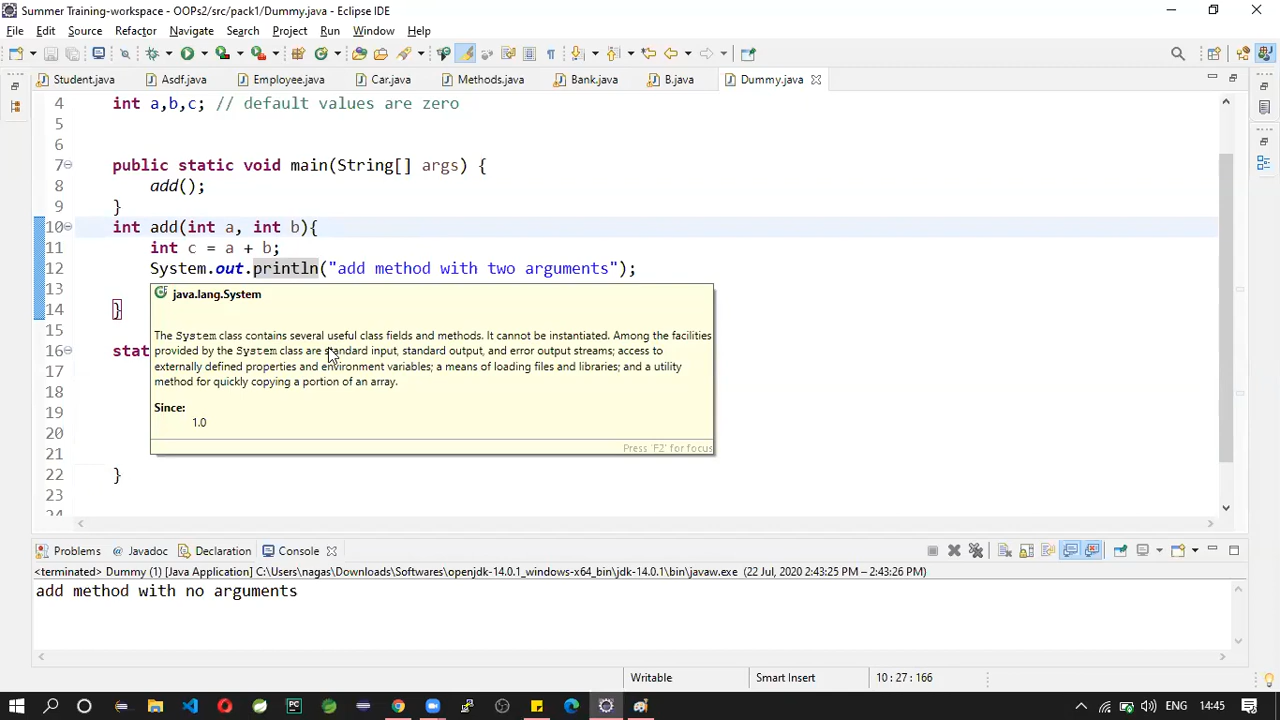 Summer Training-workspace - OOPs2/src/pack1/Dummy.java - Eclipse IDE
File Edit Source Refactor Navigate Search Project Run Window Help
Student.java Asdf.java Employee.java Car.java Methods.java Bank.java B.java Dummy.java
4 int a,b,c; // default values are zero
5
6
7 public static void main(String[] args) {
8 add();
9 }
10 int add(int a, int b){
11 int c = a + b;
12 System.out.println("add method with two arguments");
13
14 }
15
16 stat
17
18
19
20
21
22 }
23
24
java.lang.System
The System class contains several useful class fields and methods. It cannot be instantiated. Among the facilities
provided by the System class are standard input, standard output, and error output streams; access to
externally defined properties and environment variables; a means of loading files and libraries; and a utility
method for quickly copying a portion of an array.
Since:
1.0
Press 'F2' for focus
Problems Javadoc Declaration Console
<terminated> Dummy (1) [Java Application] C:\Users\nagas\Downloads\Softwares\openjdk-14.0.1_windows-x64_bin\jdk-14.0.1\bin\javaw.exe (22 Jul, 2020 2:43:25 PM – 2:43:26 PM)
add method with no arguments
Writable Smart Insert 10 : 27 : 166
ENG 14:45